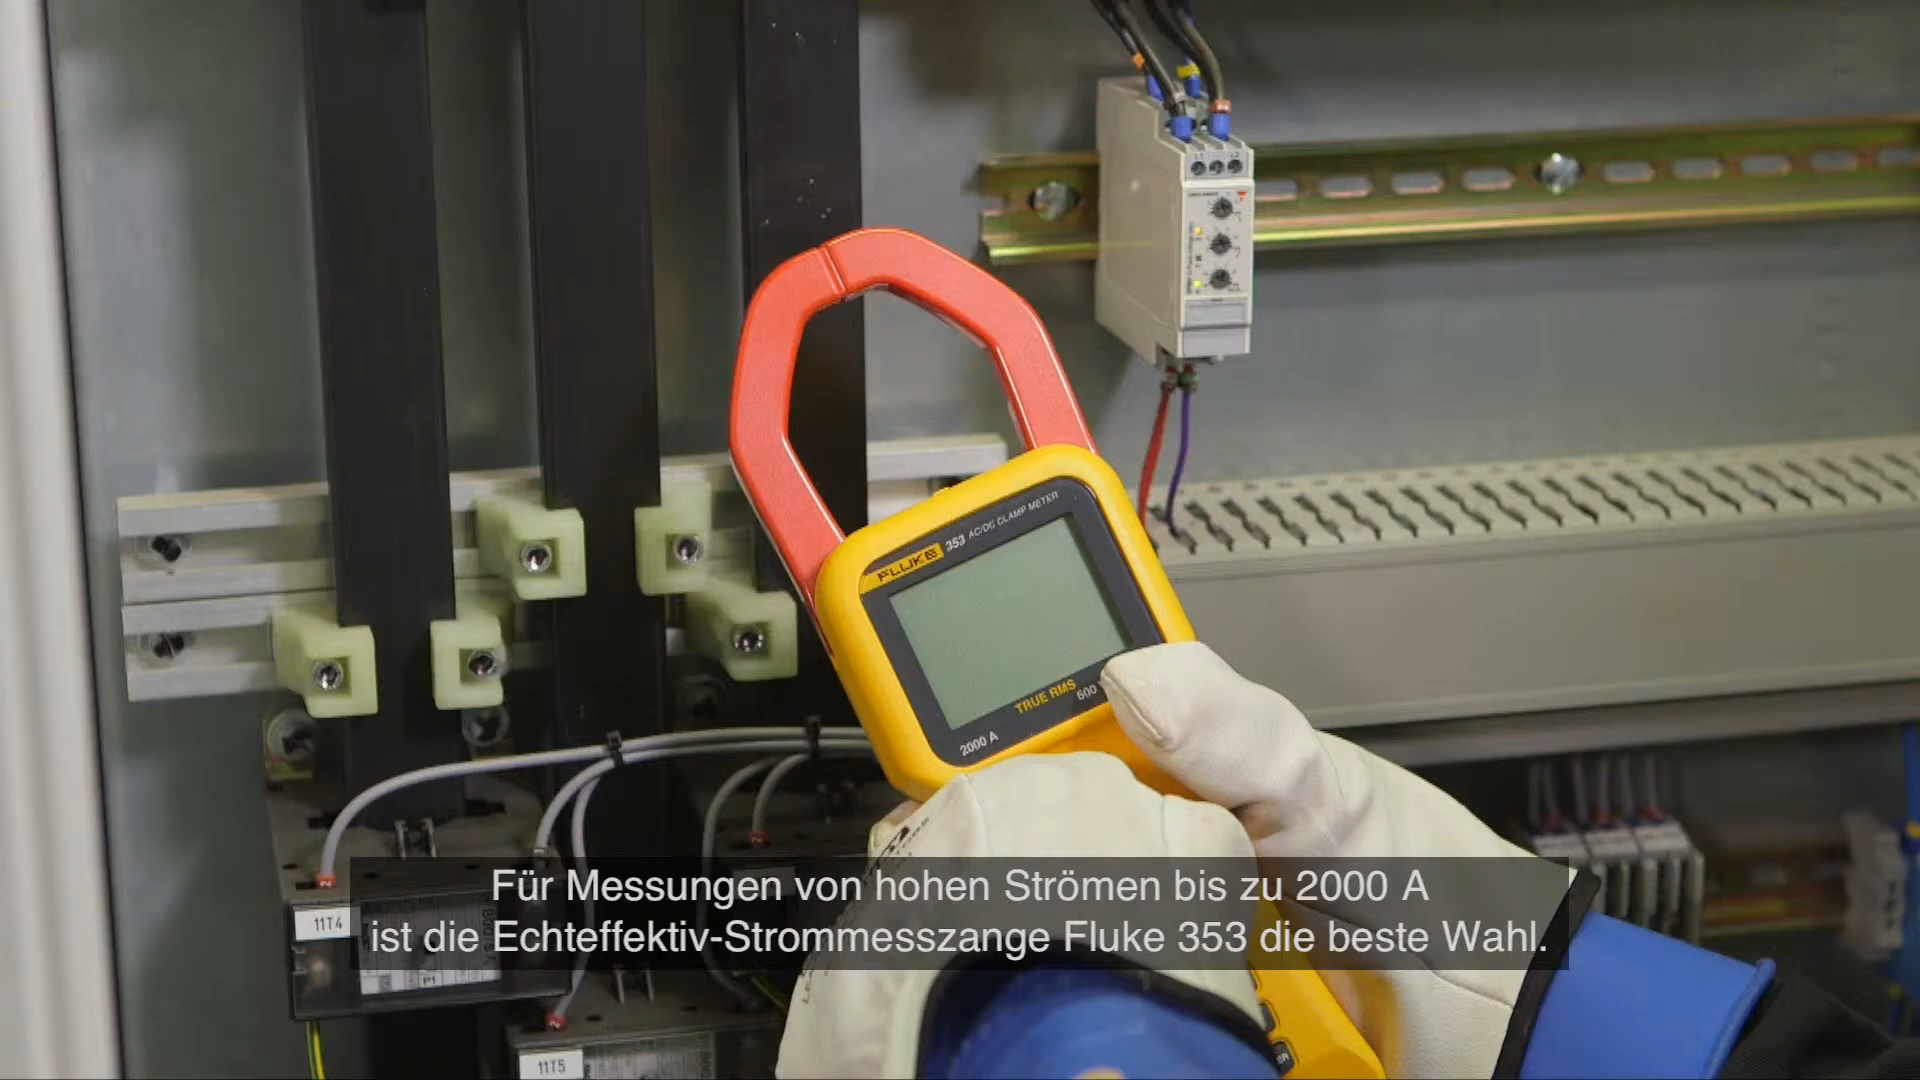 FLUKE 353 AC/DC CLAMP METER
TRUE RMS 600
2000 A
11T4
P1
11T5
Für Messungen von hohen Strömen bis zu 2000 A
ist die Echteffektiv-Strommesszange Fluke 353 die beste Wahl.